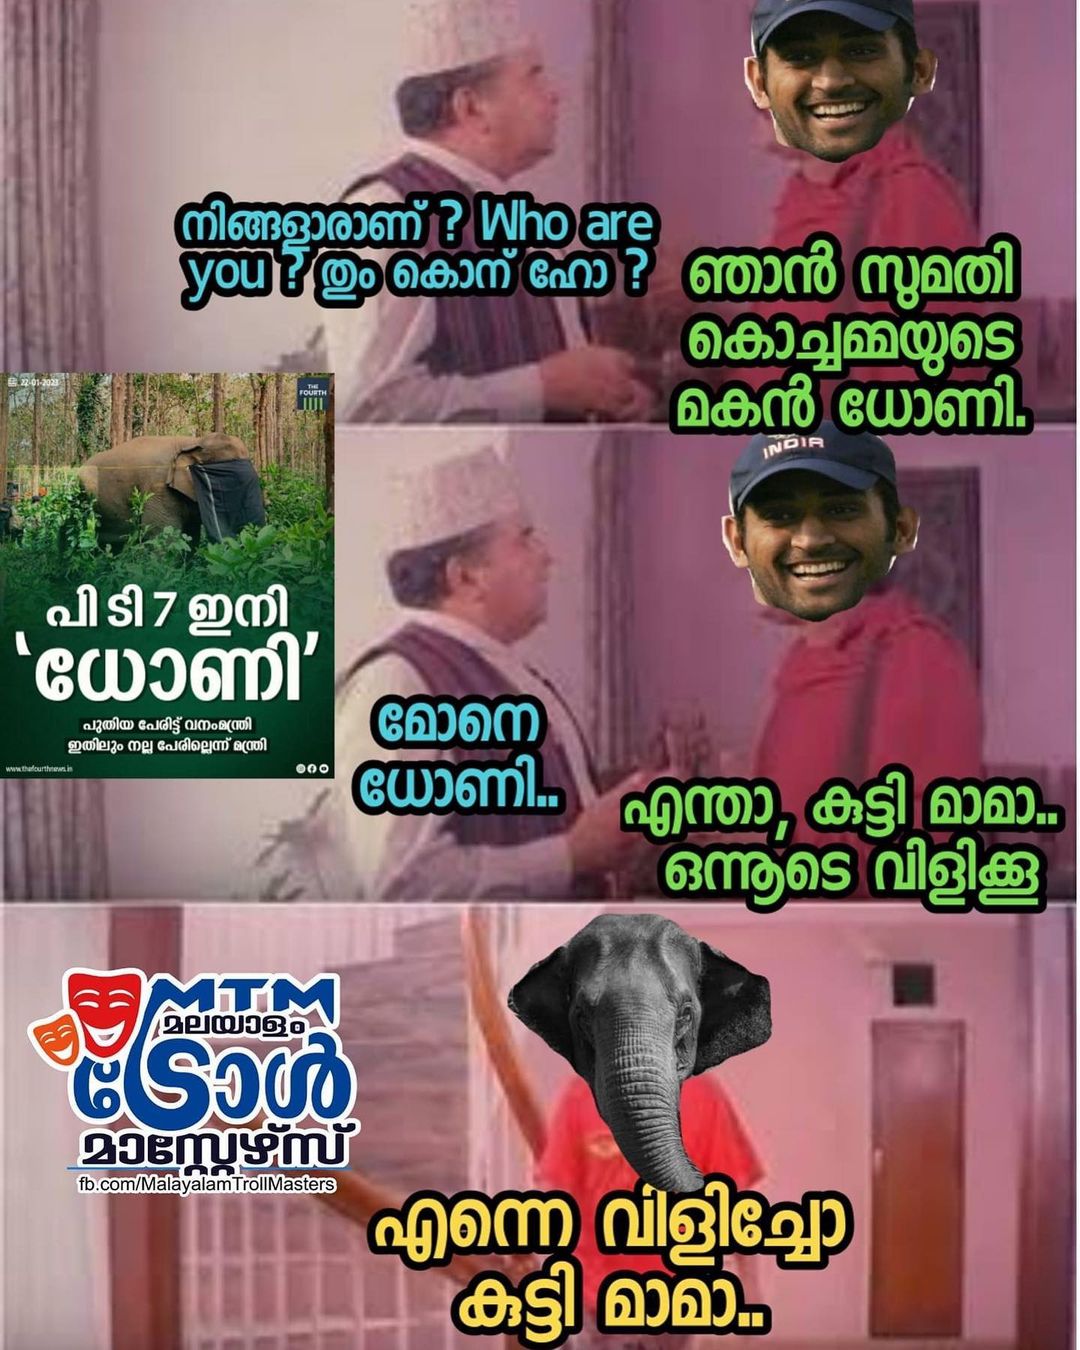 നിങ്ങളാരാണ് ? Who are
you ? തും കൊന് ഹോ ?
ഞാൻ സുമതി
കൊച്ചമ്മയുടെ
മകൻ ധോണി.
22-01-2023
THE
FOURTH
പി ടി 7 ഇനി
'ധോണി'
പുതിയ പേരിട്ട് വനംമന്ത്രി
ഇതിലും നല്ല പേരില്ലെന്ന് മന്ത്രി
www.thefourthnews.in
INDIA
മോനെ
ധോണി..
എന്താ, കുട്ടി മാമാ..
ഒന്നൂടെ വിളിക്കൂ
MTM
മലയാളം
ട്രോൾ
മാസ്റ്റേഴ്സ്
fb.com/MalayalamTrollMasters
എന്നെ വിളിച്ചോ
കുട്ടി മാമാ..